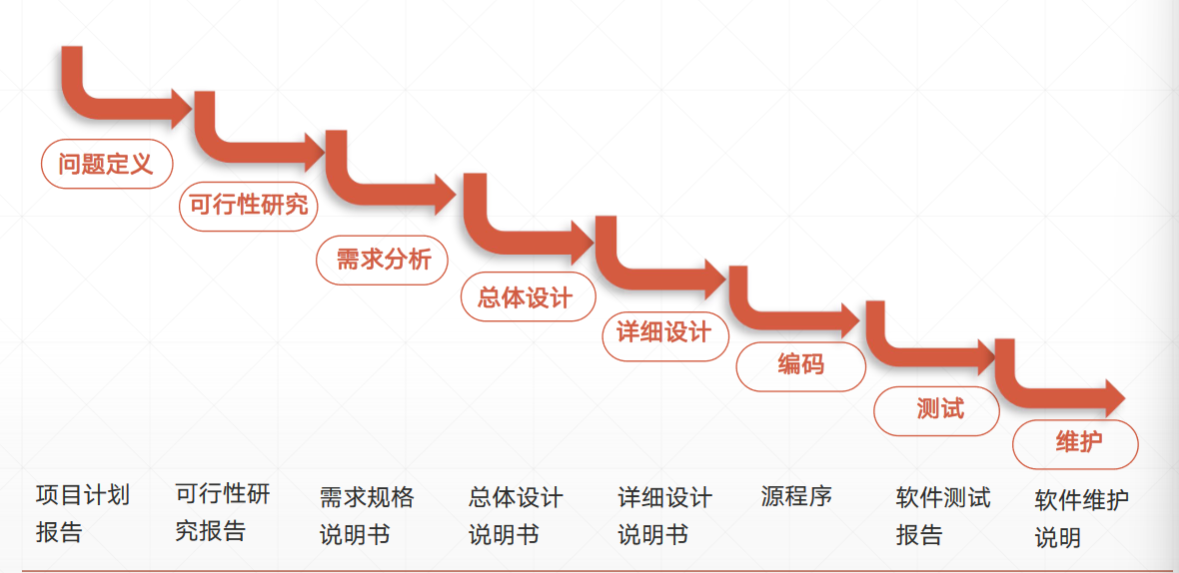 问题定义
可行性研究
需求分析
总体设计
详细设计
编码
测试
维护
项目计划
报告
可行性研
究报告
需求规格
说明书
总体设计
说明书
详细设计
说明书
源程序
软件测试
报告
软件维护
说明